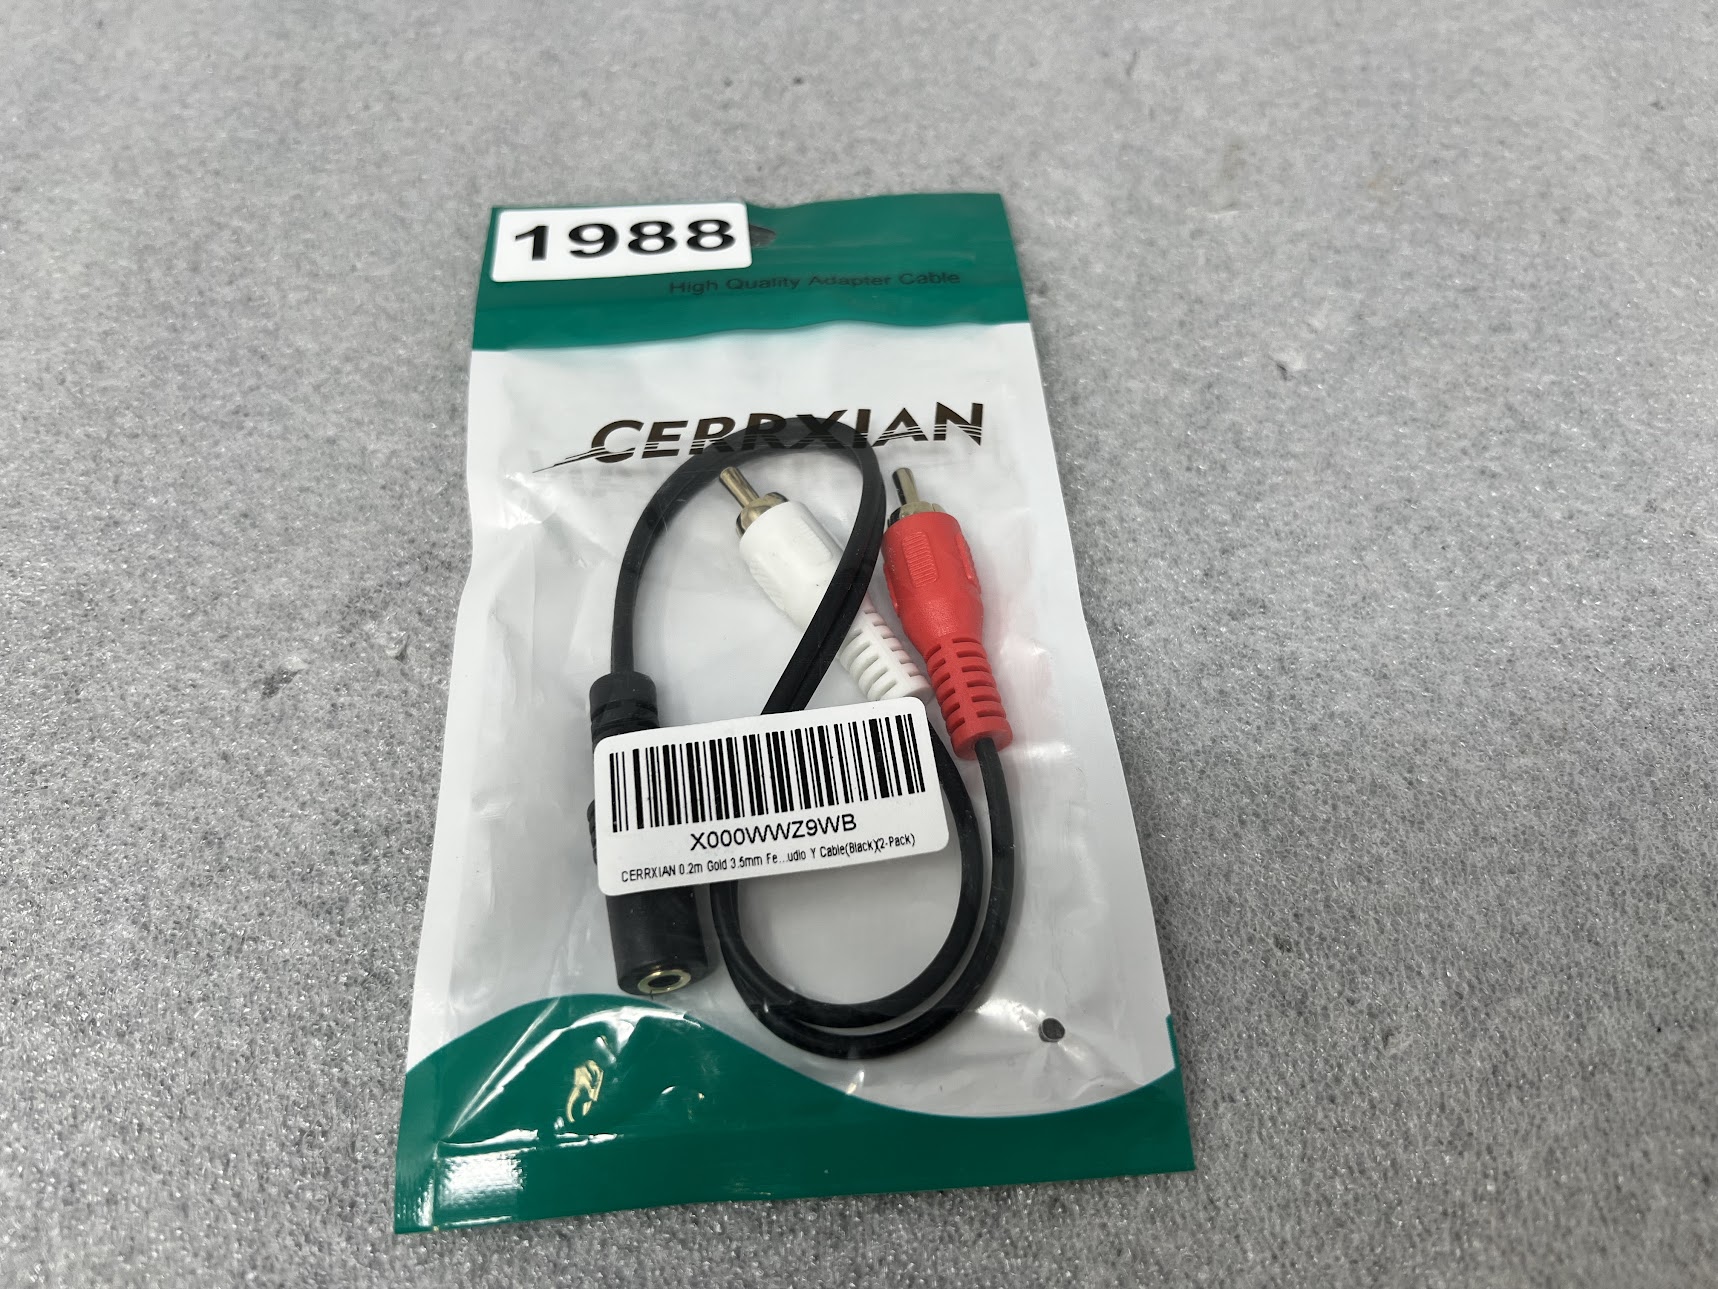 1988
High Quality Adapter Cable
CERRXIAN
X000WWZ9WB
CERRXIAN 0.2m Gold 3.5mm Fe...udio Y Cable(Black)(2-Pack)